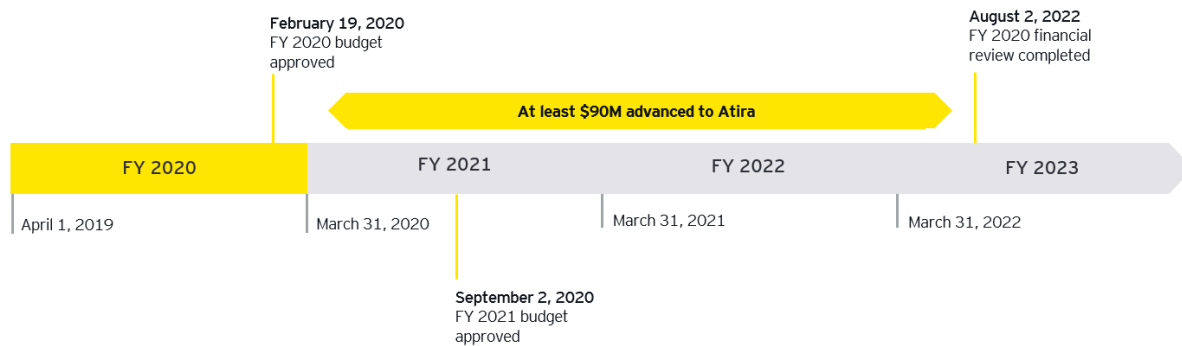 February 19, 2020
FY 2020 budget
approved
August 2, 2022
FY 2020 financial
review completed
At least $90M advanced to Atira
FY 2020
FY 2021
FY 2022
FY 2023
April 1, 2019
March 31, 2020
March 31, 2021
March 31, 2022
September 2, 2020
FY 2021 budget
approved